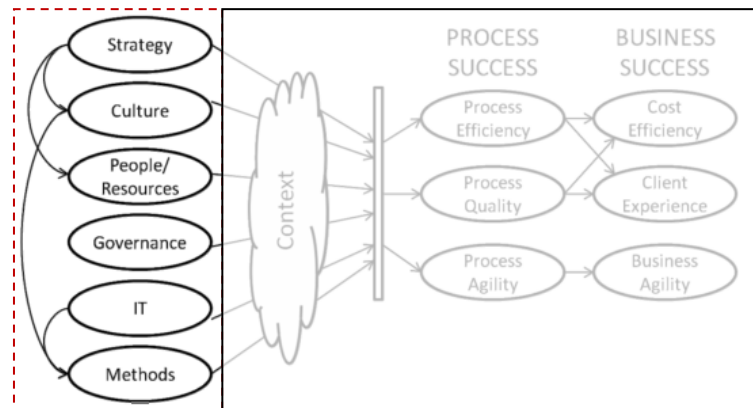 Strategy
Culture
People/
Resources
Governance
IT
Methods
Context
PROCESS
SUCCESS
Process
Efficiency
Process
Quality
Process
Agility
BUSINESS
SUCCESS
Cost
Efficiency
Client
Experience
Business
Agility